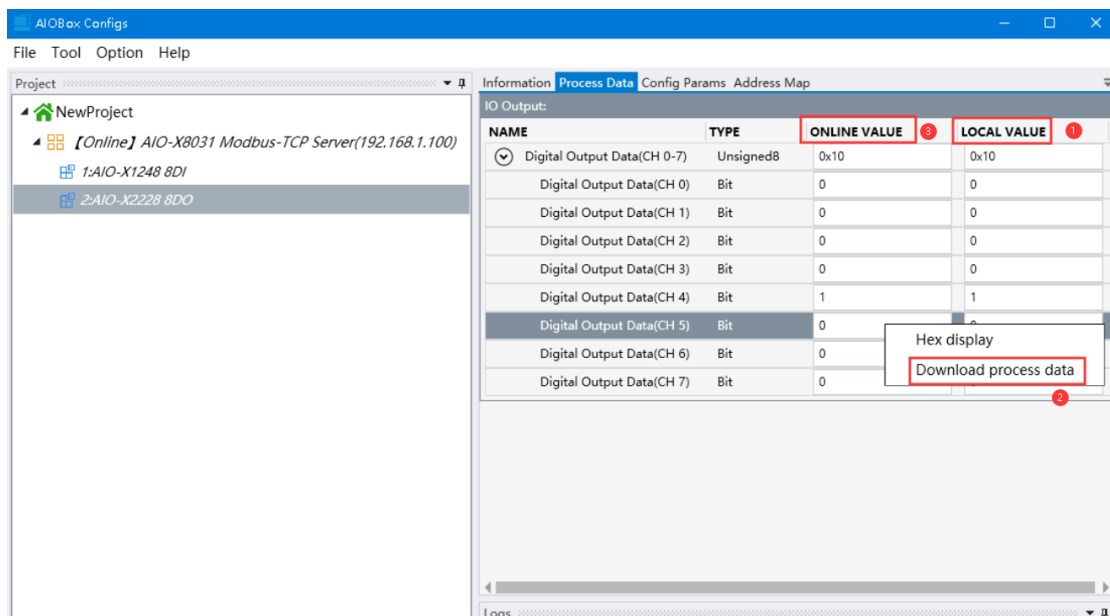 AIOBox Configs
File Tool Option Help
Project
NewProject
【Online】AIO-X8031 Modbus-TCP Server(192.168.1.100)
1:AIO-X1248 8DI
2:AIO-X2228 8DO
Information Process Data Config Params Address Map
IO Output:
NAME TYPE ONLINE VALUE 3 LOCAL VALUE 1
Digital Output Data(CH 0-7) Unsigned8 0x10 0x10
Digital Output Data(CH 0) Bit 0 0
Digital Output Data(CH 1) Bit 0 0
Digital Output Data(CH 2) Bit 0 0
Digital Output Data(CH 3) Bit 0 0
Digital Output Data(CH 4) Bit 1 1
Digital Output Data(CH 5) Bit 0
Digital Output Data(CH 6) Bit 0
Digital Output Data(CH 7) Bit 0
Hex display
Download process data
2
Logs